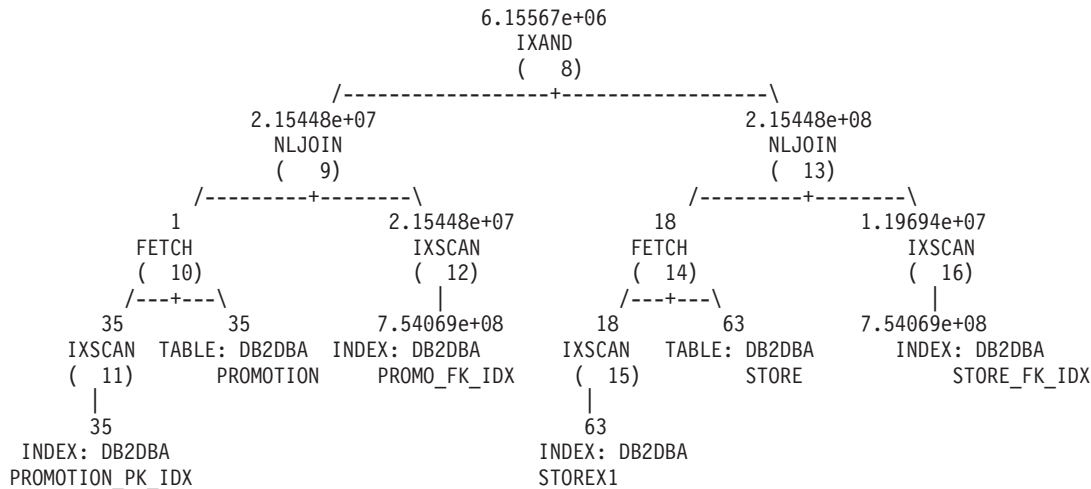 6.15567e+06
IXAND
( 8)
/------------------+------------------\
2.15448e+07 2.15448e+08
NLJOIN NLJOIN
( 9) ( 13)
/---------+--------\ /---------+--------\
1 2.15448e+07 18 1.19694e+07
FETCH IXSCAN FETCH IXSCAN
( 10) ( 12) ( 14) ( 16)
/---+---\ | /---+---\ |
35 35 7.54069e+08 18 63 7.54069e+08
IXSCAN TABLE: DB2DBA INDEX: DB2DBA IXSCAN TABLE: DB2DBA INDEX: DB2DBA
( 11) PROMOTION PROMO_FK_IDX ( 15) STORE STORE_FK_IDX
| |
35 63
INDEX: DB2DBA INDEX: DB2DBA
PROMOTION_PK_IDX STOREX1